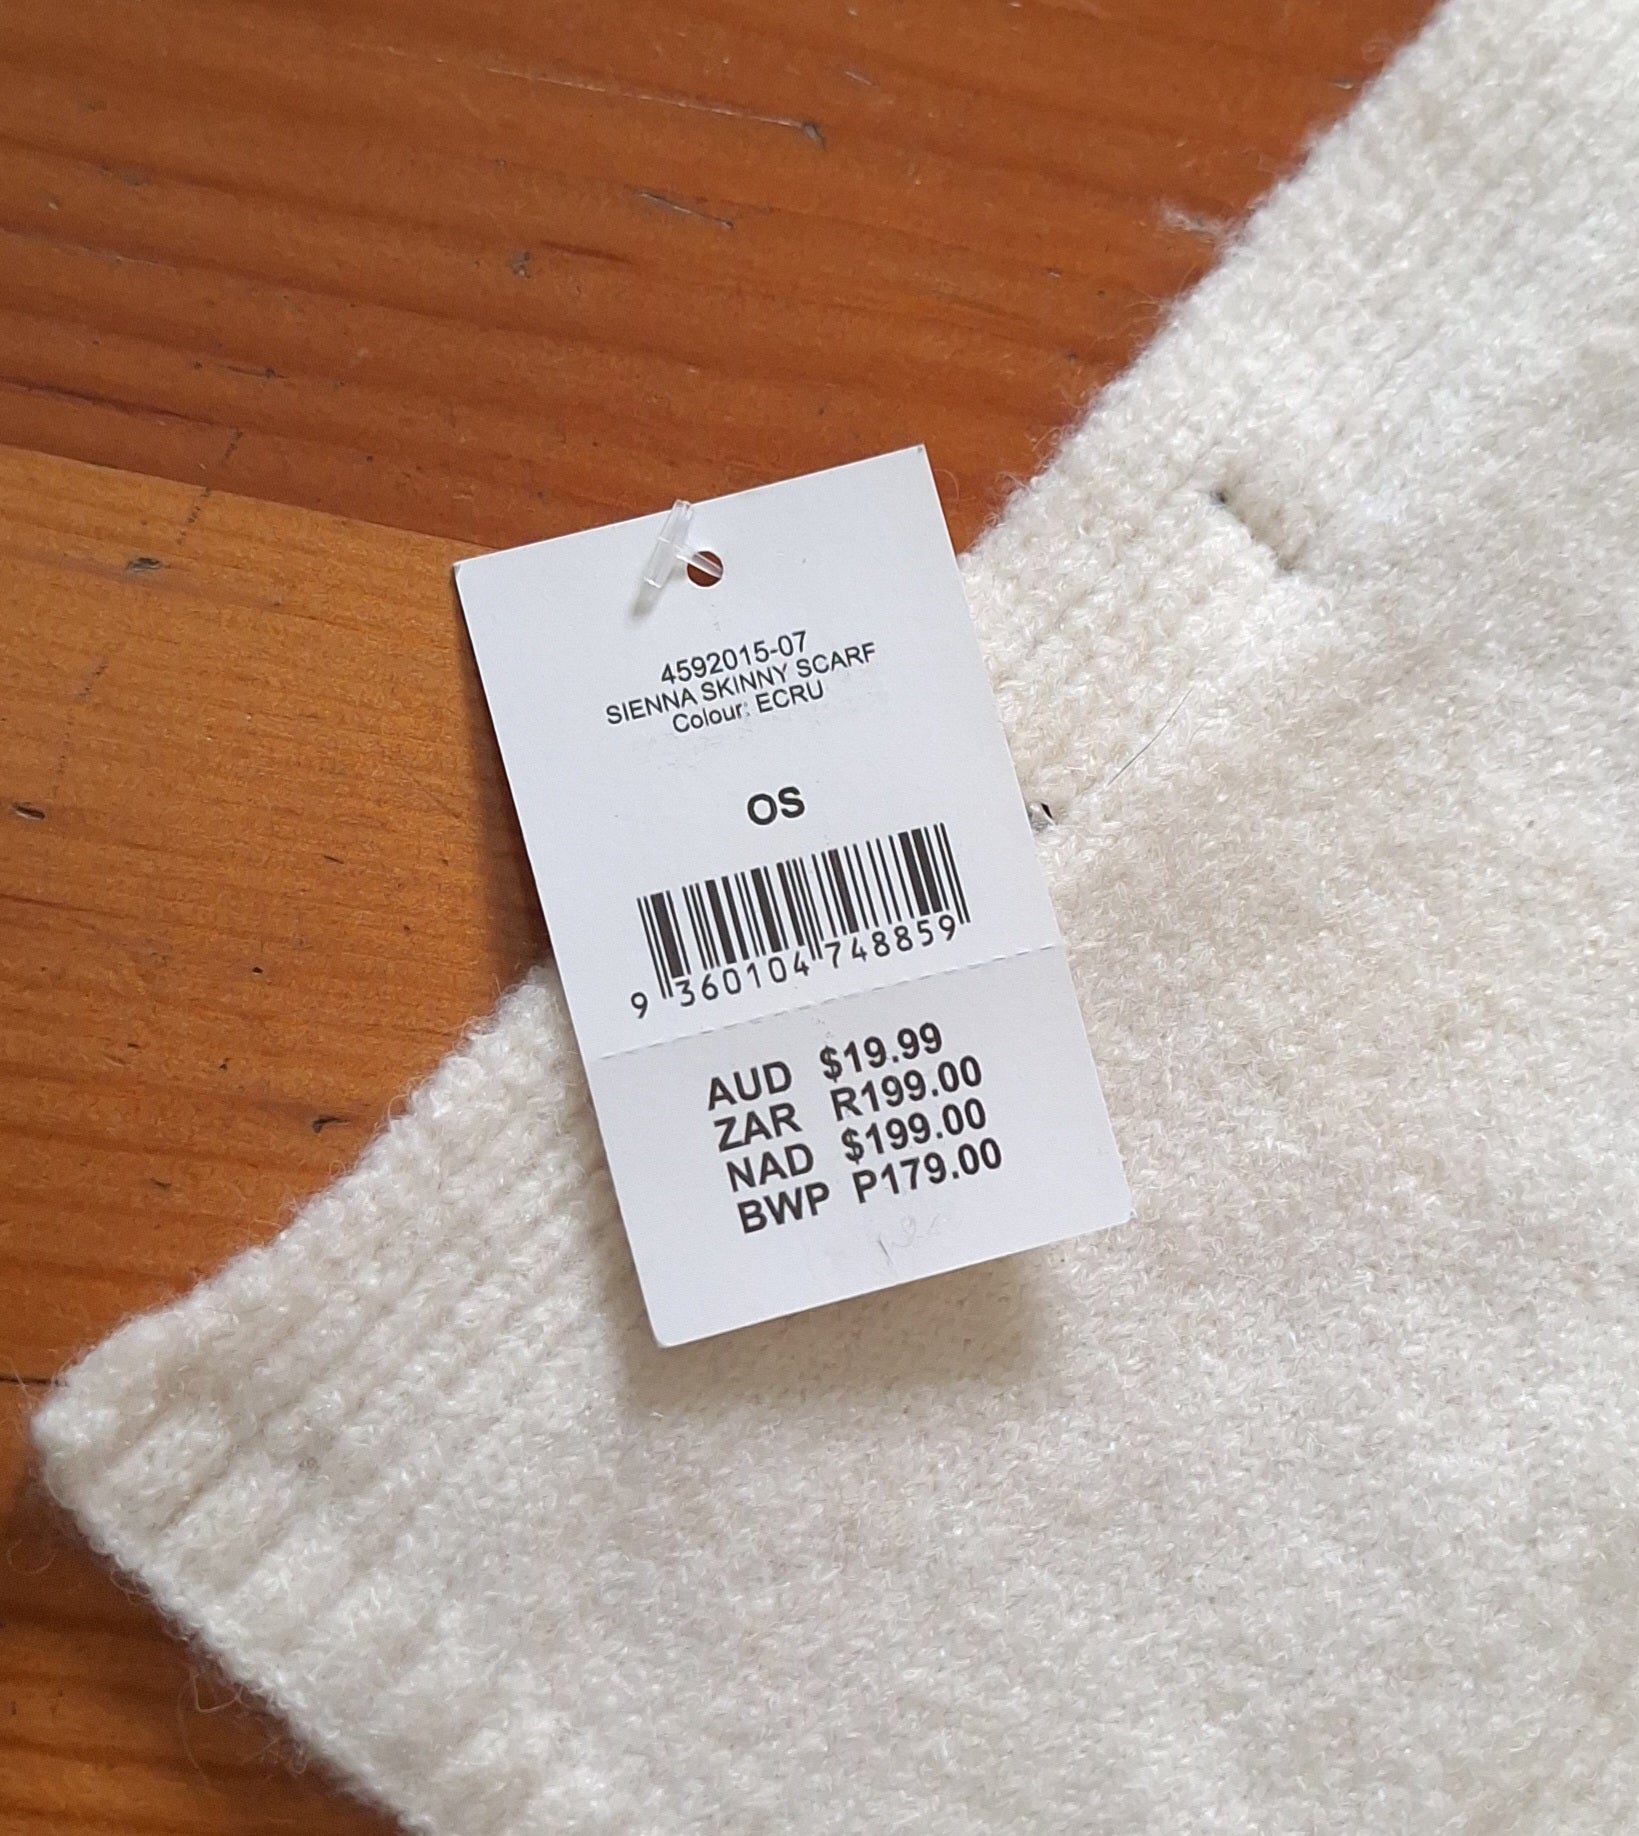 4592015-07
SIENNA SKINNY SCARF
Colour: ECRU
OS
9 360104 748859
AUD $19.99
ZAR R199.00
NAD $199.00
BWP P179.00